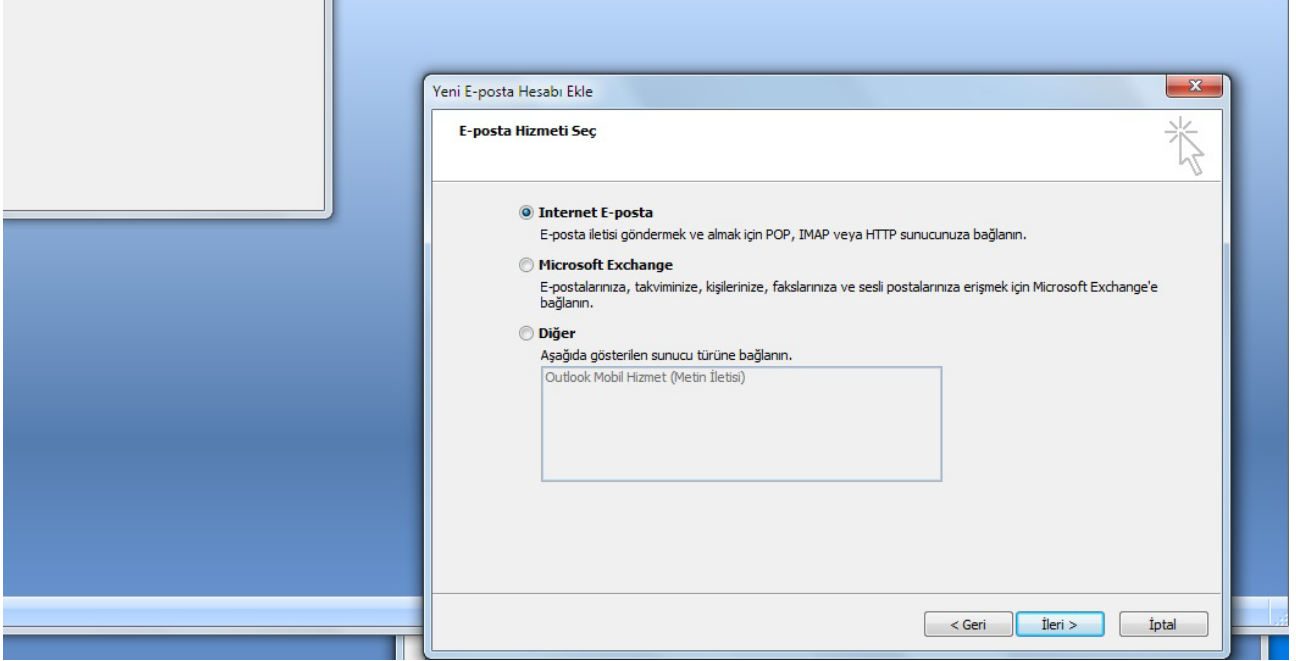 Yeni E-posta Hesabı Ekle
E-posta Hizmeti Seç
Internet E-posta
E-posta iletisi göndermek ve almak için POP, IMAP veya HTTP sunucunuza bağlanın.
Microsoft Exchange
E-postalarınıza, takviminize, kişilerinize, fakslarınıza ve sesli postalarınıza erişmek için Microsoft Exchange'e
bağlanın.
Diğer
Aşağıda gösterilen sunucu türüne bağlanın.
Outlook Mobil Hizmet (Metin İletisi)
< Geri
İleri >
İptal